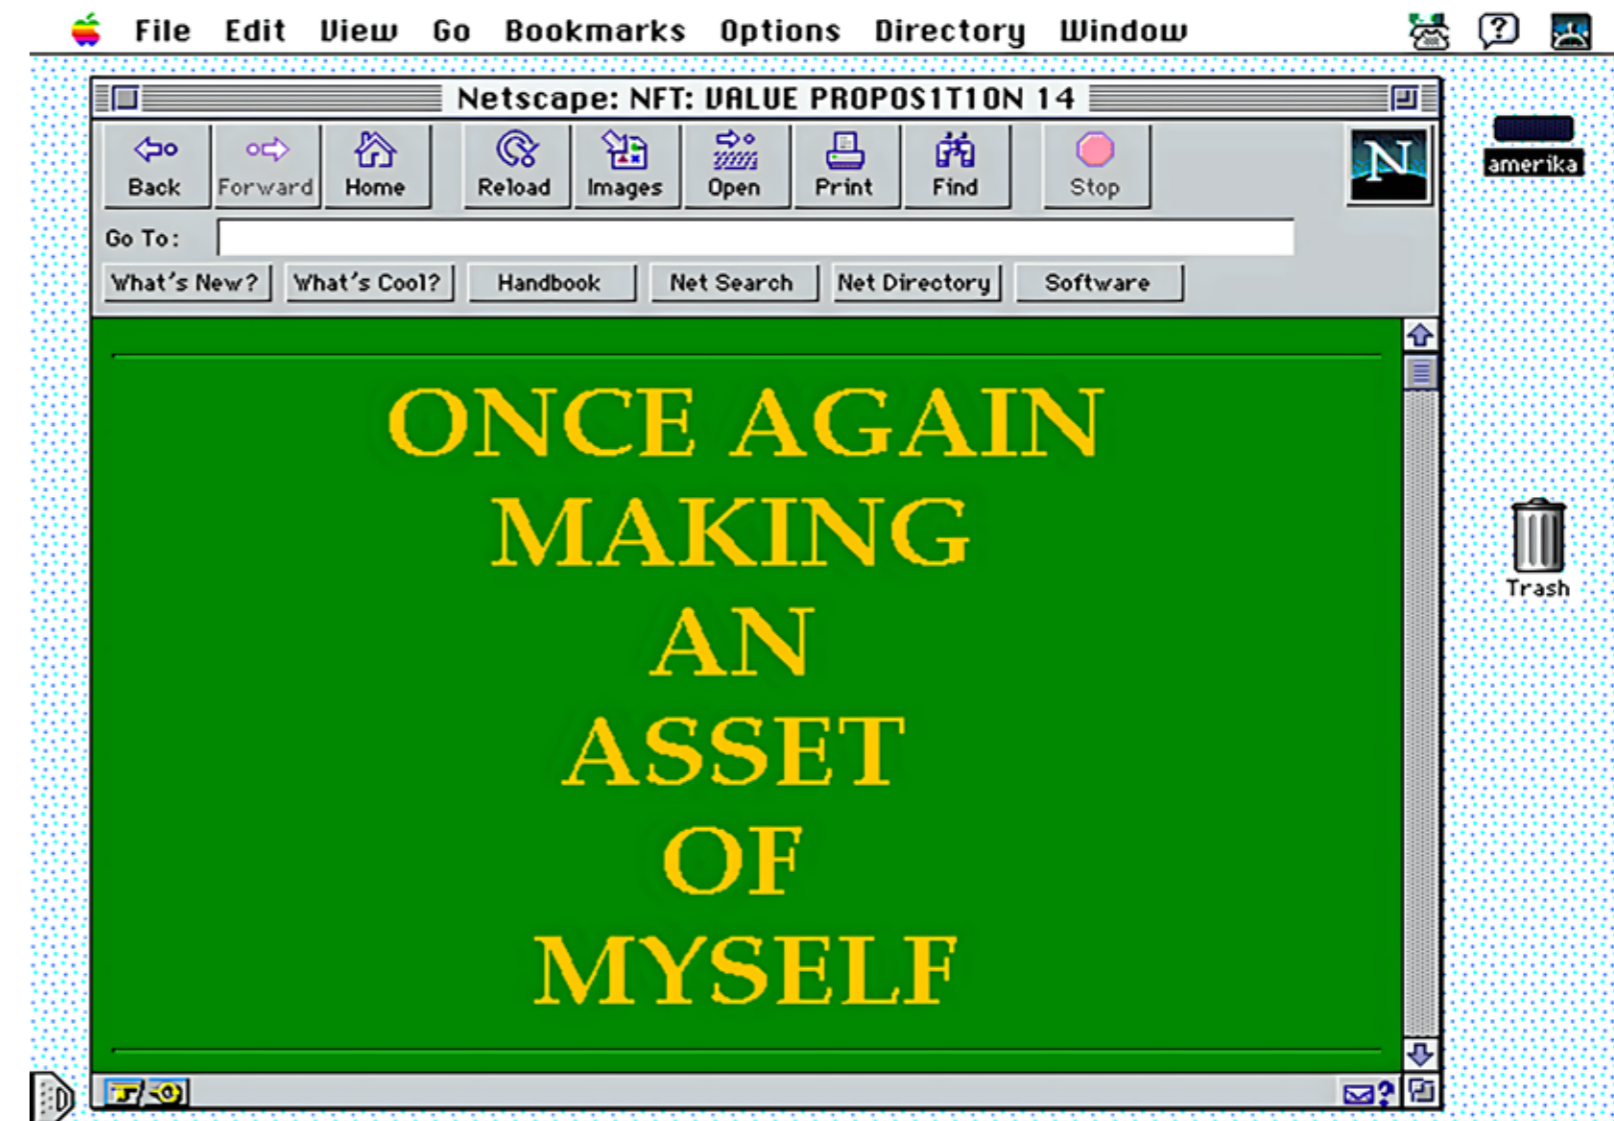 File Edit View Go Bookmarks Options Directory Window
Netscape: NFT: VALUE PROPOS1T1ON 14
Back Forward Home Reload Images Open Print Find Stop
N
amerika
Go To:
What's New? What's Cool? Handbook Net Search Net Directory Software
ONCE AGAIN
MAKING
AN
ASSET
OF
MYSELF
Trash